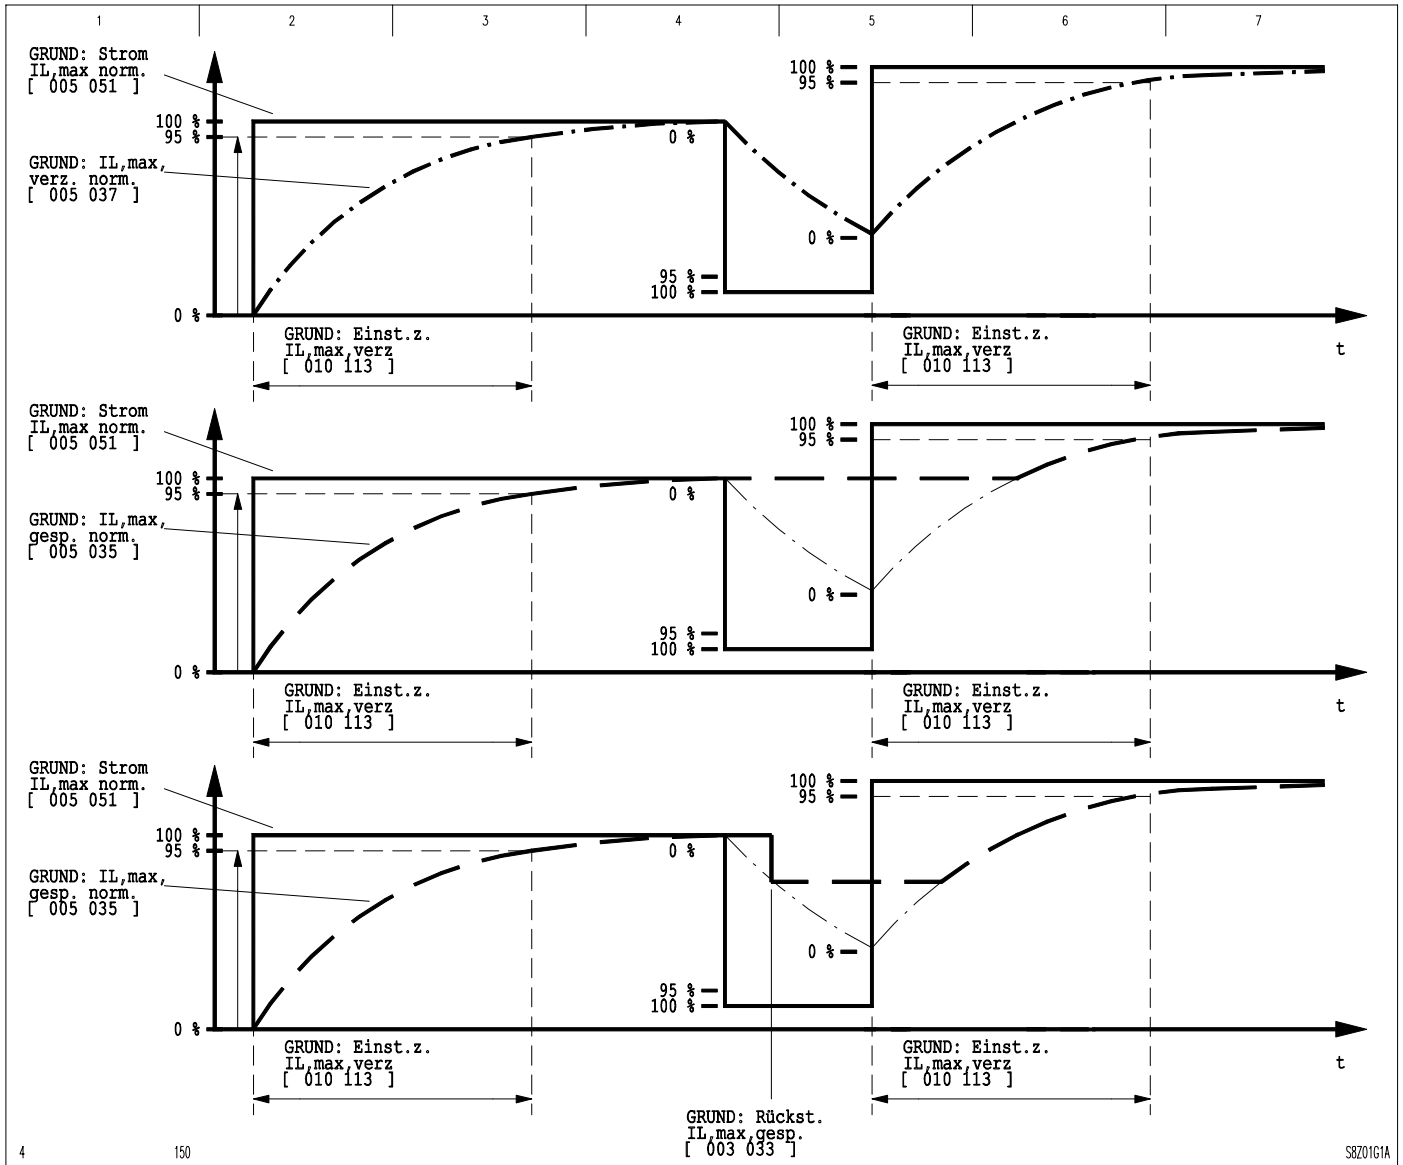 1 2 3 4 5 6 7
GRUND: Strom
IL,max norm.
[ 005 051 ]
100 %
95 %
GRUND: IL,max,
verz. norm.
[ 005 037 ]
0 %
0 %
95 %
100 %
100 %
95 %
0 %
GRUND: Einst.z.
IL,max,verz
[ 010 113 ]
GRUND: Einst.z.
IL,max,verz
[ 010 113 ]
t
GRUND: Strom
IL,max norm.
[ 005 051 ]
100 %
95 %
GRUND: IL,max,
gesp. norm.
[ 005 035 ]
0 %
0 %
95 %
100 %
100 %
95 %
0 %
GRUND: Einst.z.
IL,max,verz
[ 010 113 ]
GRUND: Einst.z.
IL,max,verz
[ 010 113 ]
t
GRUND: Strom
IL,max norm.
[ 005 051 ]
100 %
95 %
GRUND: IL,max,
gesp. norm.
[ 005 035 ]
0 %
0 %
95 %
100 %
100 %
95 %
0 %
GRUND: Einst.z.
IL,max,verz
[ 010 113 ]
GRUND: Einst.z.
IL,max,verz
[ 010 113 ]
t
GRUND: Rückst.
IL,max,gesp.
[ 003 033 ]
4 150 S8Z01G1A